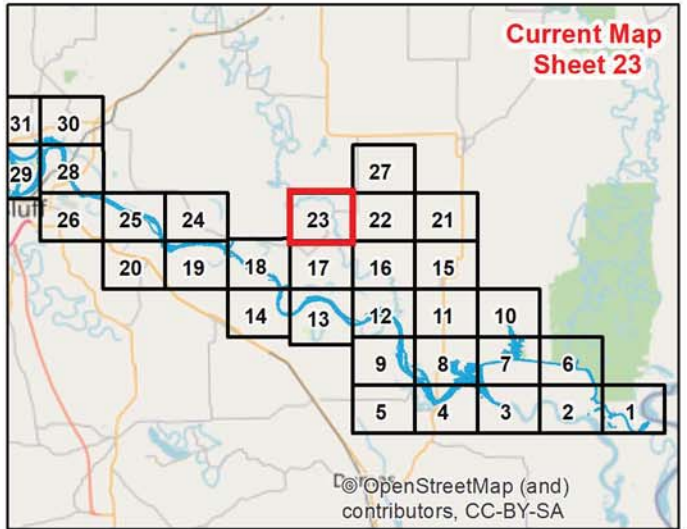 Current Map
Sheet 23
31 30
27
29 28
26 25 24 23 22 21
20 19 18 17 16 15
14 13 12 11 10
9 8 7 6
5 4 3 2 1
© OpenStreetMap (and)
contributors, CC-BY-SA